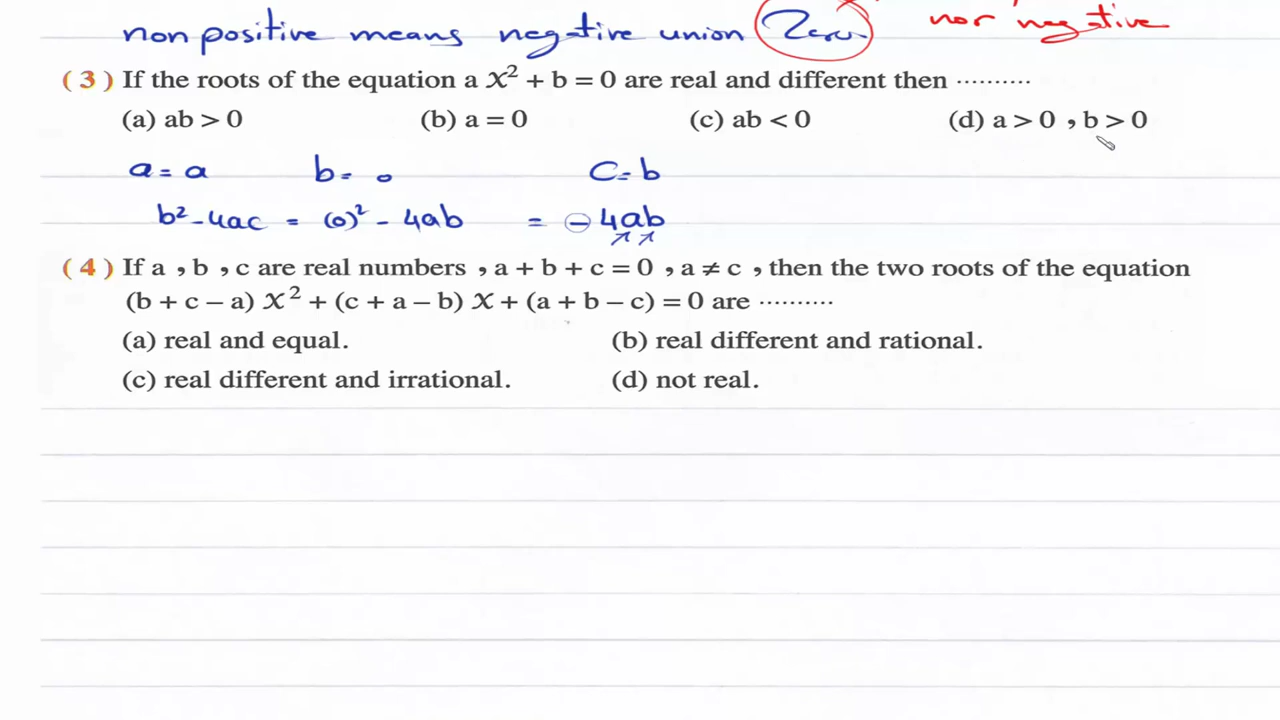 non positive means negative union Zero
nor negative
( 3 ) If the roots of the equation a x² + b = 0 are real and different then ··········
(a) ab > 0 (b) a = 0 (c) ab < 0 (d) a > 0 , b > 0
a = a b = 0 C = b
b² - 4ac = (0)² - 4ab = - 4ab
( 4 ) If a , b , c are real numbers , a + b + c = 0 , a ≠ c , then the two roots of the equation
(b + c – a) x² + (c + a – b) x + (a + b – c) = 0 are ··········
(a) real and equal. (b) real different and rational.
(c) real different and irrational. (d) not real.